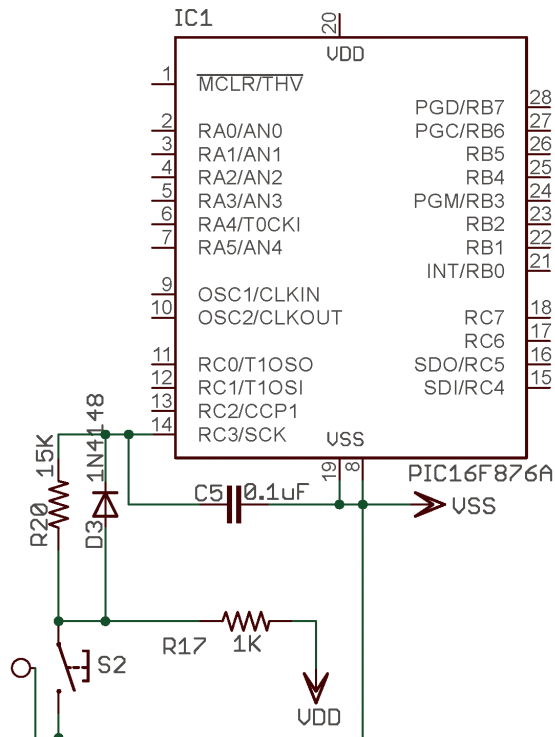 IC1
20
VDD
1 MCLR/THV
PGD/RB7 28
2 RA0/AN0 PGC/RB6 27
3 RA1/AN1 RB5 26
4 RA2/AN2 RB4 25
5 RA3/AN3 PGM/RB3 24
6 RA4/T0CKI RB2 23
7 RA5/AN4 RB1 22
INT/RB0 21
9 OSC1/CLKIN
10 OSC2/CLKOUT RC7 18
RC6 17
11 RC0/T1OSO SDO/RC5 16
12 RC1/T1OSI SDI/RC4 15
13 RC2/CCP1
14 RC3/SCK VSS
19 8
PIC16F876A
15K
1N4148
R20
D3
C5 0.1uF
VSS
R17 1K
S2
VDD